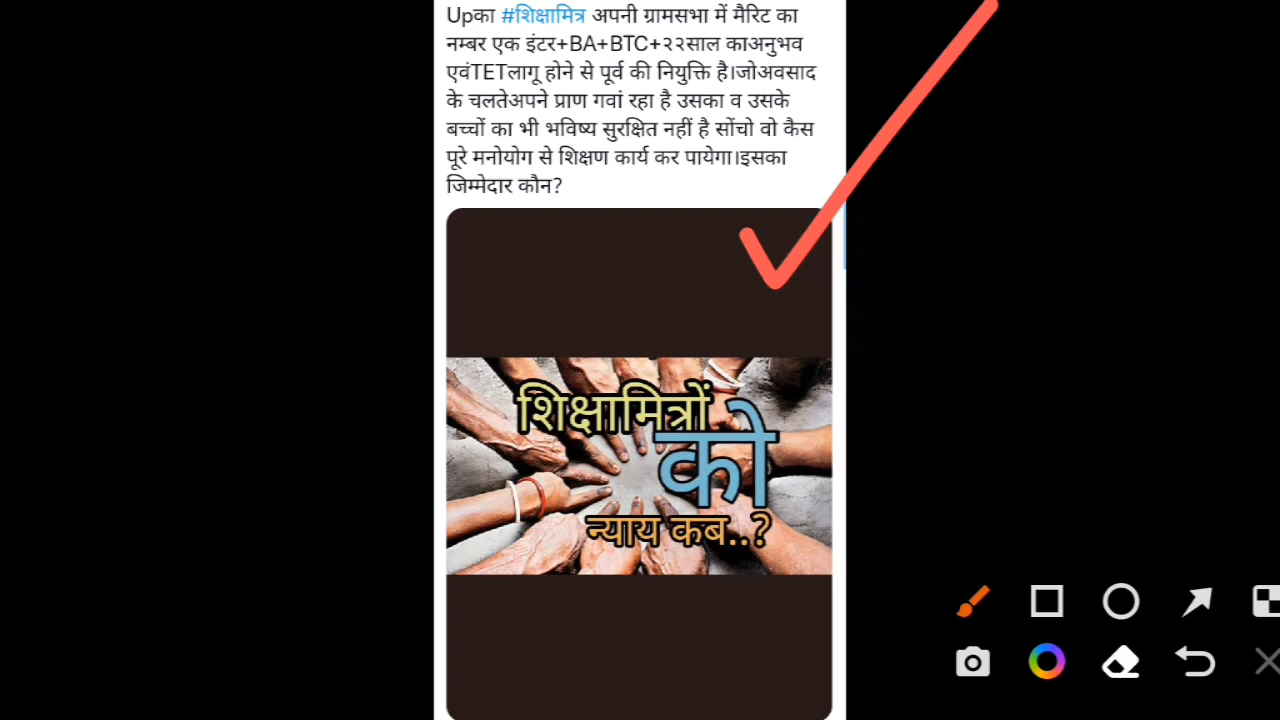 Upका #शिक्षामित्र अपनी ग्रामसभा में मैरिट का
नम्बर एक इंटर+BA+BTC+२२साल काअनुभव
एवंTETलागू होने से पूर्व की नियुक्ति है।जोअवसाद
के चलतेअपने प्राण गवां रहा है उसका व उसके
बच्चों का भी भविष्य सुरक्षित नहीं है सोंचो वो कैस
पूरे मनोयोग से शिक्षण कार्य कर पायेगा।इसका
जिम्मेदार कौन?
शिक्षामित्रों
को
न्याय कब..?